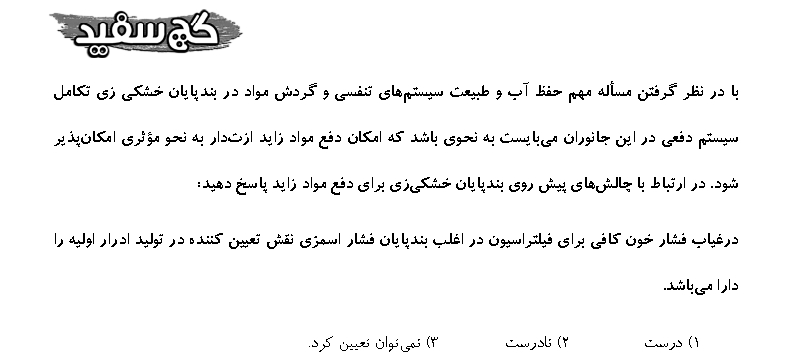 گچ سفید
با در نظر گرفتن مسأله مهم حفظ آب و طبیعت سیستم‌های تنفسی و گردش مواد در بندپایان خشکی زی تکامل
سیستم دفعی در این جانوران می‌بایست به نحوی باشد که امکان دفع مواد زاید ازت‌دار به نحو مؤثری امکان‌پذیر
شود. در ارتباط با چالش‌های پیش روی بندپایان خشکی‌زی برای دفع مواد زاید پاسخ دهید:
درغیاب فشار خون کافی برای فیلتراسیون در اغلب بندپایان فشار اسمزی نقش تعیین کننده در تولید ادرار اولیه را
دارا می‌باشد.
۱) درست ۲) نادرست ۳) نمی‌توان تعیین کرد.